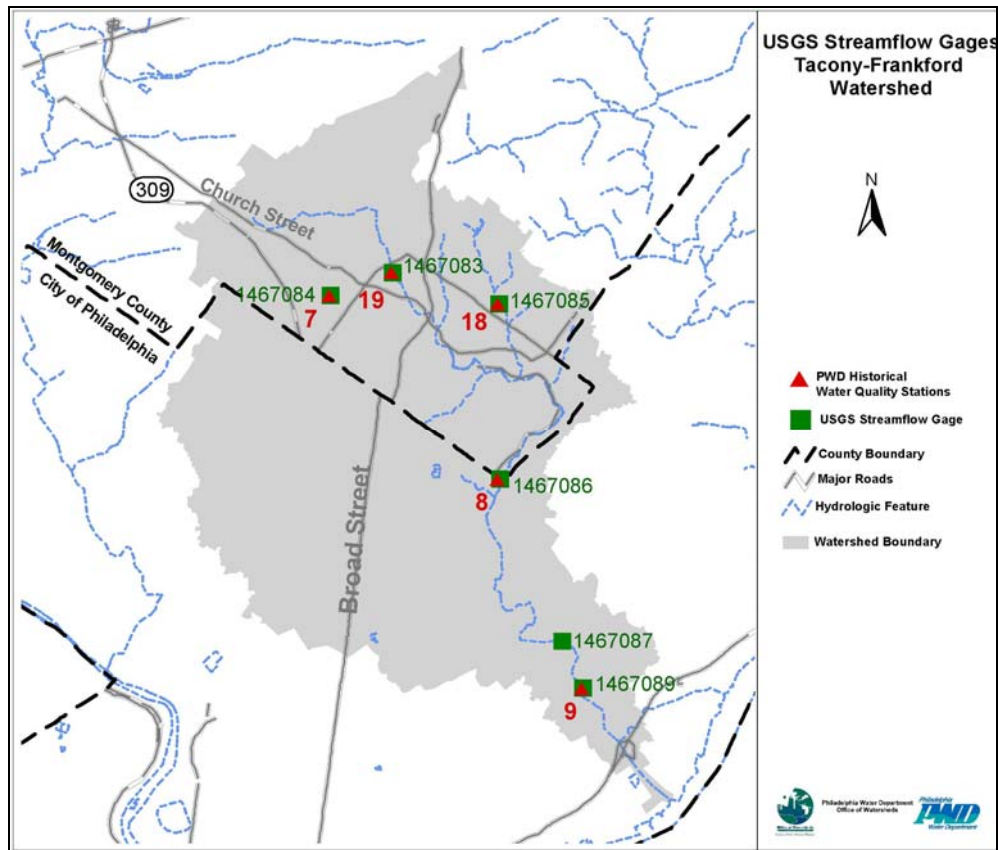 USGS Streamflow Gages
Tacony-Frankford
Watershed
N
309
Church Street
Montgomery County
City of Philadelphia
1467083
1467084
19
7
1467085
18
1467086
8
Broad Street
1467087
1467089
9
PWD Historical
Water Quality Stations
USGS Streamflow Gage
County Boundary
Major Roads
Hydrologic Feature
Watershed Boundary
Philadelphia Water Department
Office of Watersheds
Philadelphia
PWD
Water Department